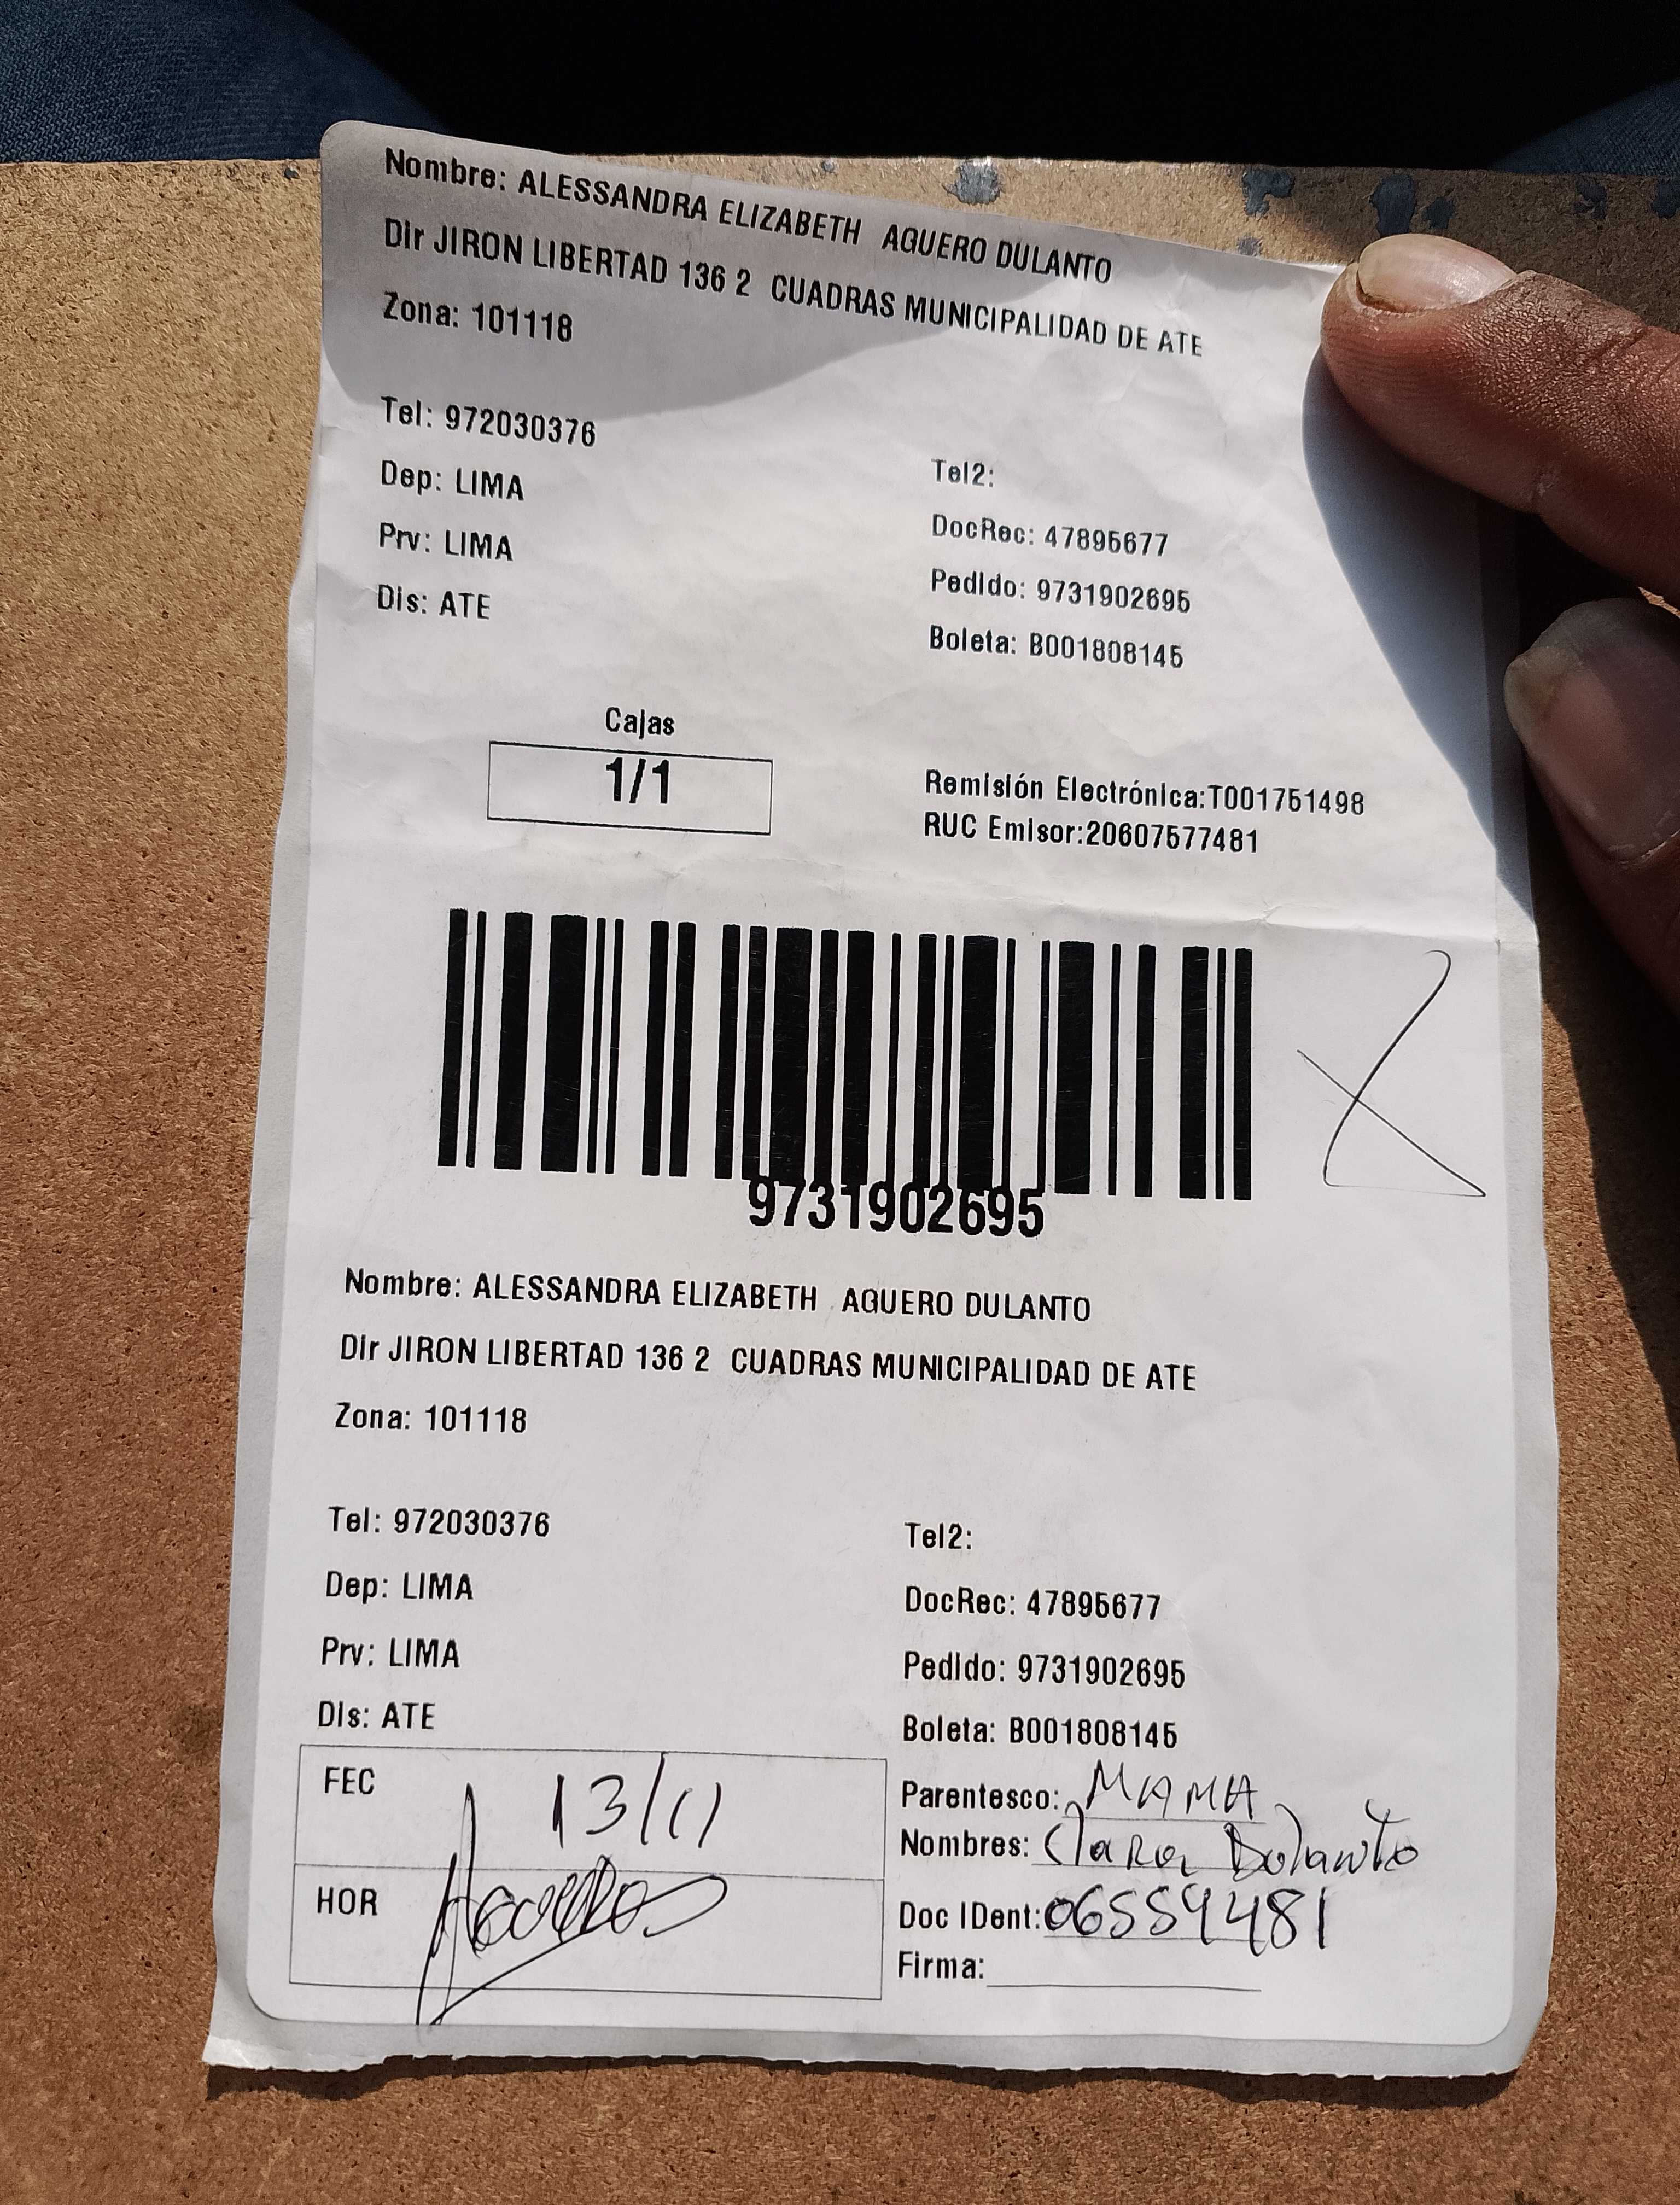 Nombre: ALESSANDRA ELIZABETH AGUERO DULANTO
Dir JIRON LIBERTAD 136 2 CUADRAS MUNICIPALIDAD DE ATE
Zona: 101118
Tel: 972030376
Tel2:
Dep: LIMA
DocRec: 47895677
Prv: LIMA
Pedido: 9731902695
Dis: ATE
Boleta: B001808145
Cajas
1/1
Remisión Electrónica:T001751498
RUC Emisor:20607577481
9731902695
Nombre: ALESSANDRA ELIZABETH AGUERO DULANTO
Dir JIRON LIBERTAD 136 2 CUADRAS MUNICIPALIDAD DE ATE
Zona: 101118
Tel: 972030376
Tel2:
Dep: LIMA
DocRec: 47895677
Prv: LIMA
Pedido: 9731902695
Dis: ATE
Boleta: B001808145
FEC 13/11
Parentesco: MAMA
Nombres: Clara Dulanto
HOR
Doc IDent: 06559481
Firma: